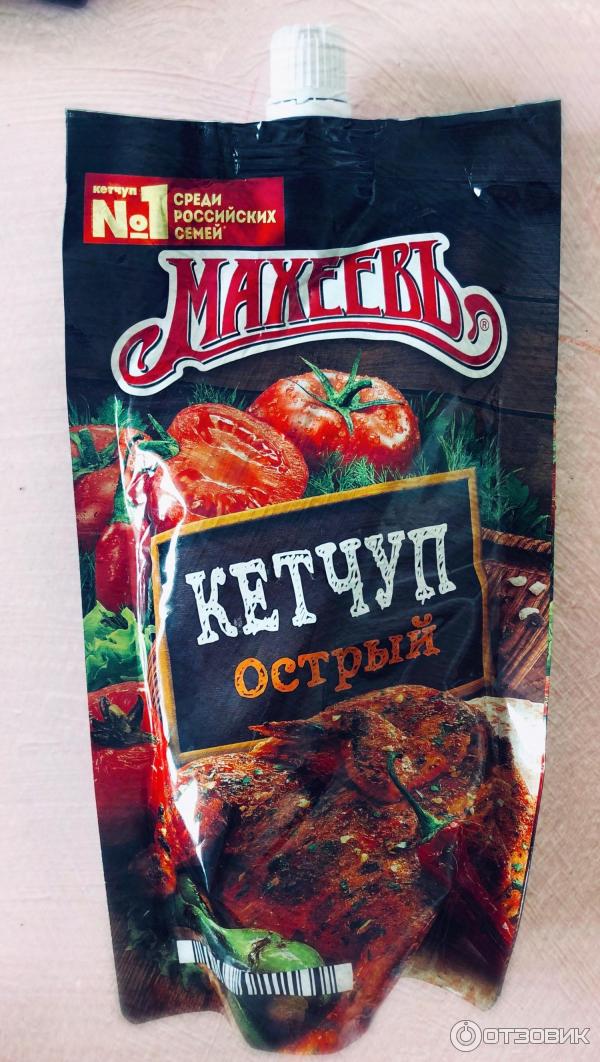 кетчуп
№1
СРЕДИ
РОССИЙСКИХ
СЕМЕЙ*
МАХЕЕВЪ®
КЕТЧУП
острый
ОТЗОВИК